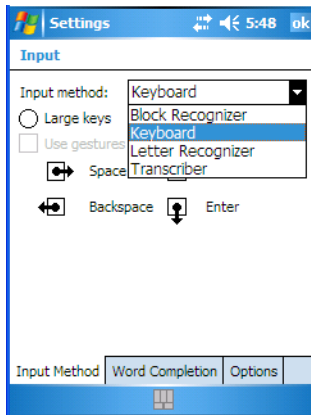 Settings 5:48 ok
Input
Input method: Keyboard
Block Recognizer
Large keys
Keyboard
Use gestures
Letter Recognizer
Transcriber
Space
Backspace Enter
Input Method Word Completion Options